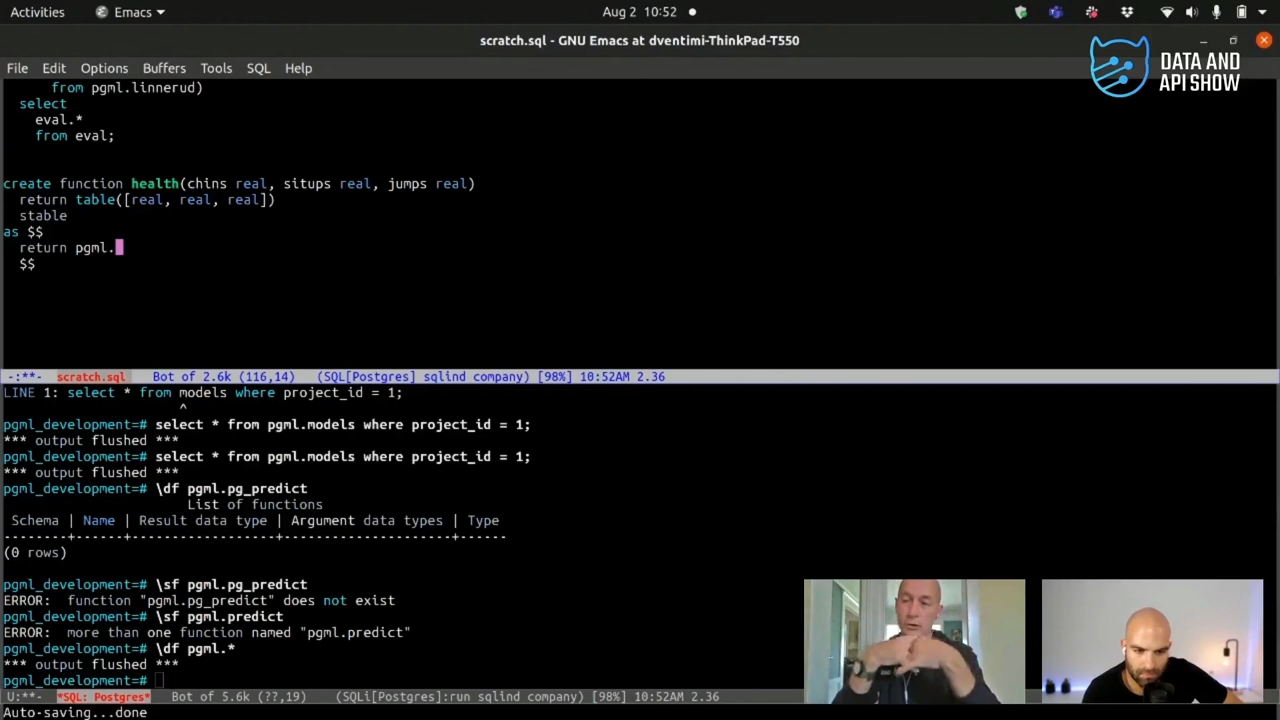 Activities Emacs Aug 2 10:52
scratch.sql - GNU Emacs at dventimi-ThinkPad-T550
DATA AND
API SHOW
File Edit Options Buffers Tools SQL Help
from pgml.linnerud)
select
eval.*
from eval;
create function health(chins real, situps real, jumps real)
return table([real, real, real])
stable
as $$
return pgml.
$$
-:**- scratch.sql Bot of 2.6k (116,14) (SQL[Postgres] sqlind company) [98%] 10:52AM 2.36
LINE 1: select * from models where project_id = 1;
^
pgml_development=# select * from pgml.models where project_id = 1;
*** output flushed ***
pgml_development=# select * from pgml.models where project_id = 1;
*** output flushed ***
pgml_development=# \df pgml.pg_predict
List of functions
Schema | Name | Result data type | Argument data types | Type
--------+------+------------------+---------------------+------
(0 rows)
pgml_development=# \sf pgml.pg_predict
ERROR: function "pgml.pg_predict" does not exist
pgml_development=# \sf pgml.predict
ERROR: more than one function named "pgml.predict"
pgml_development=# \df pgml.*
*** output flushed ***
pgml_development=#
U:**- *SQL: Postgres* Bot of 5.6k (??,19) (SQLi[Postgres]:run sqlind company) [98%] 10:52AM 2.36
Auto-saving...done